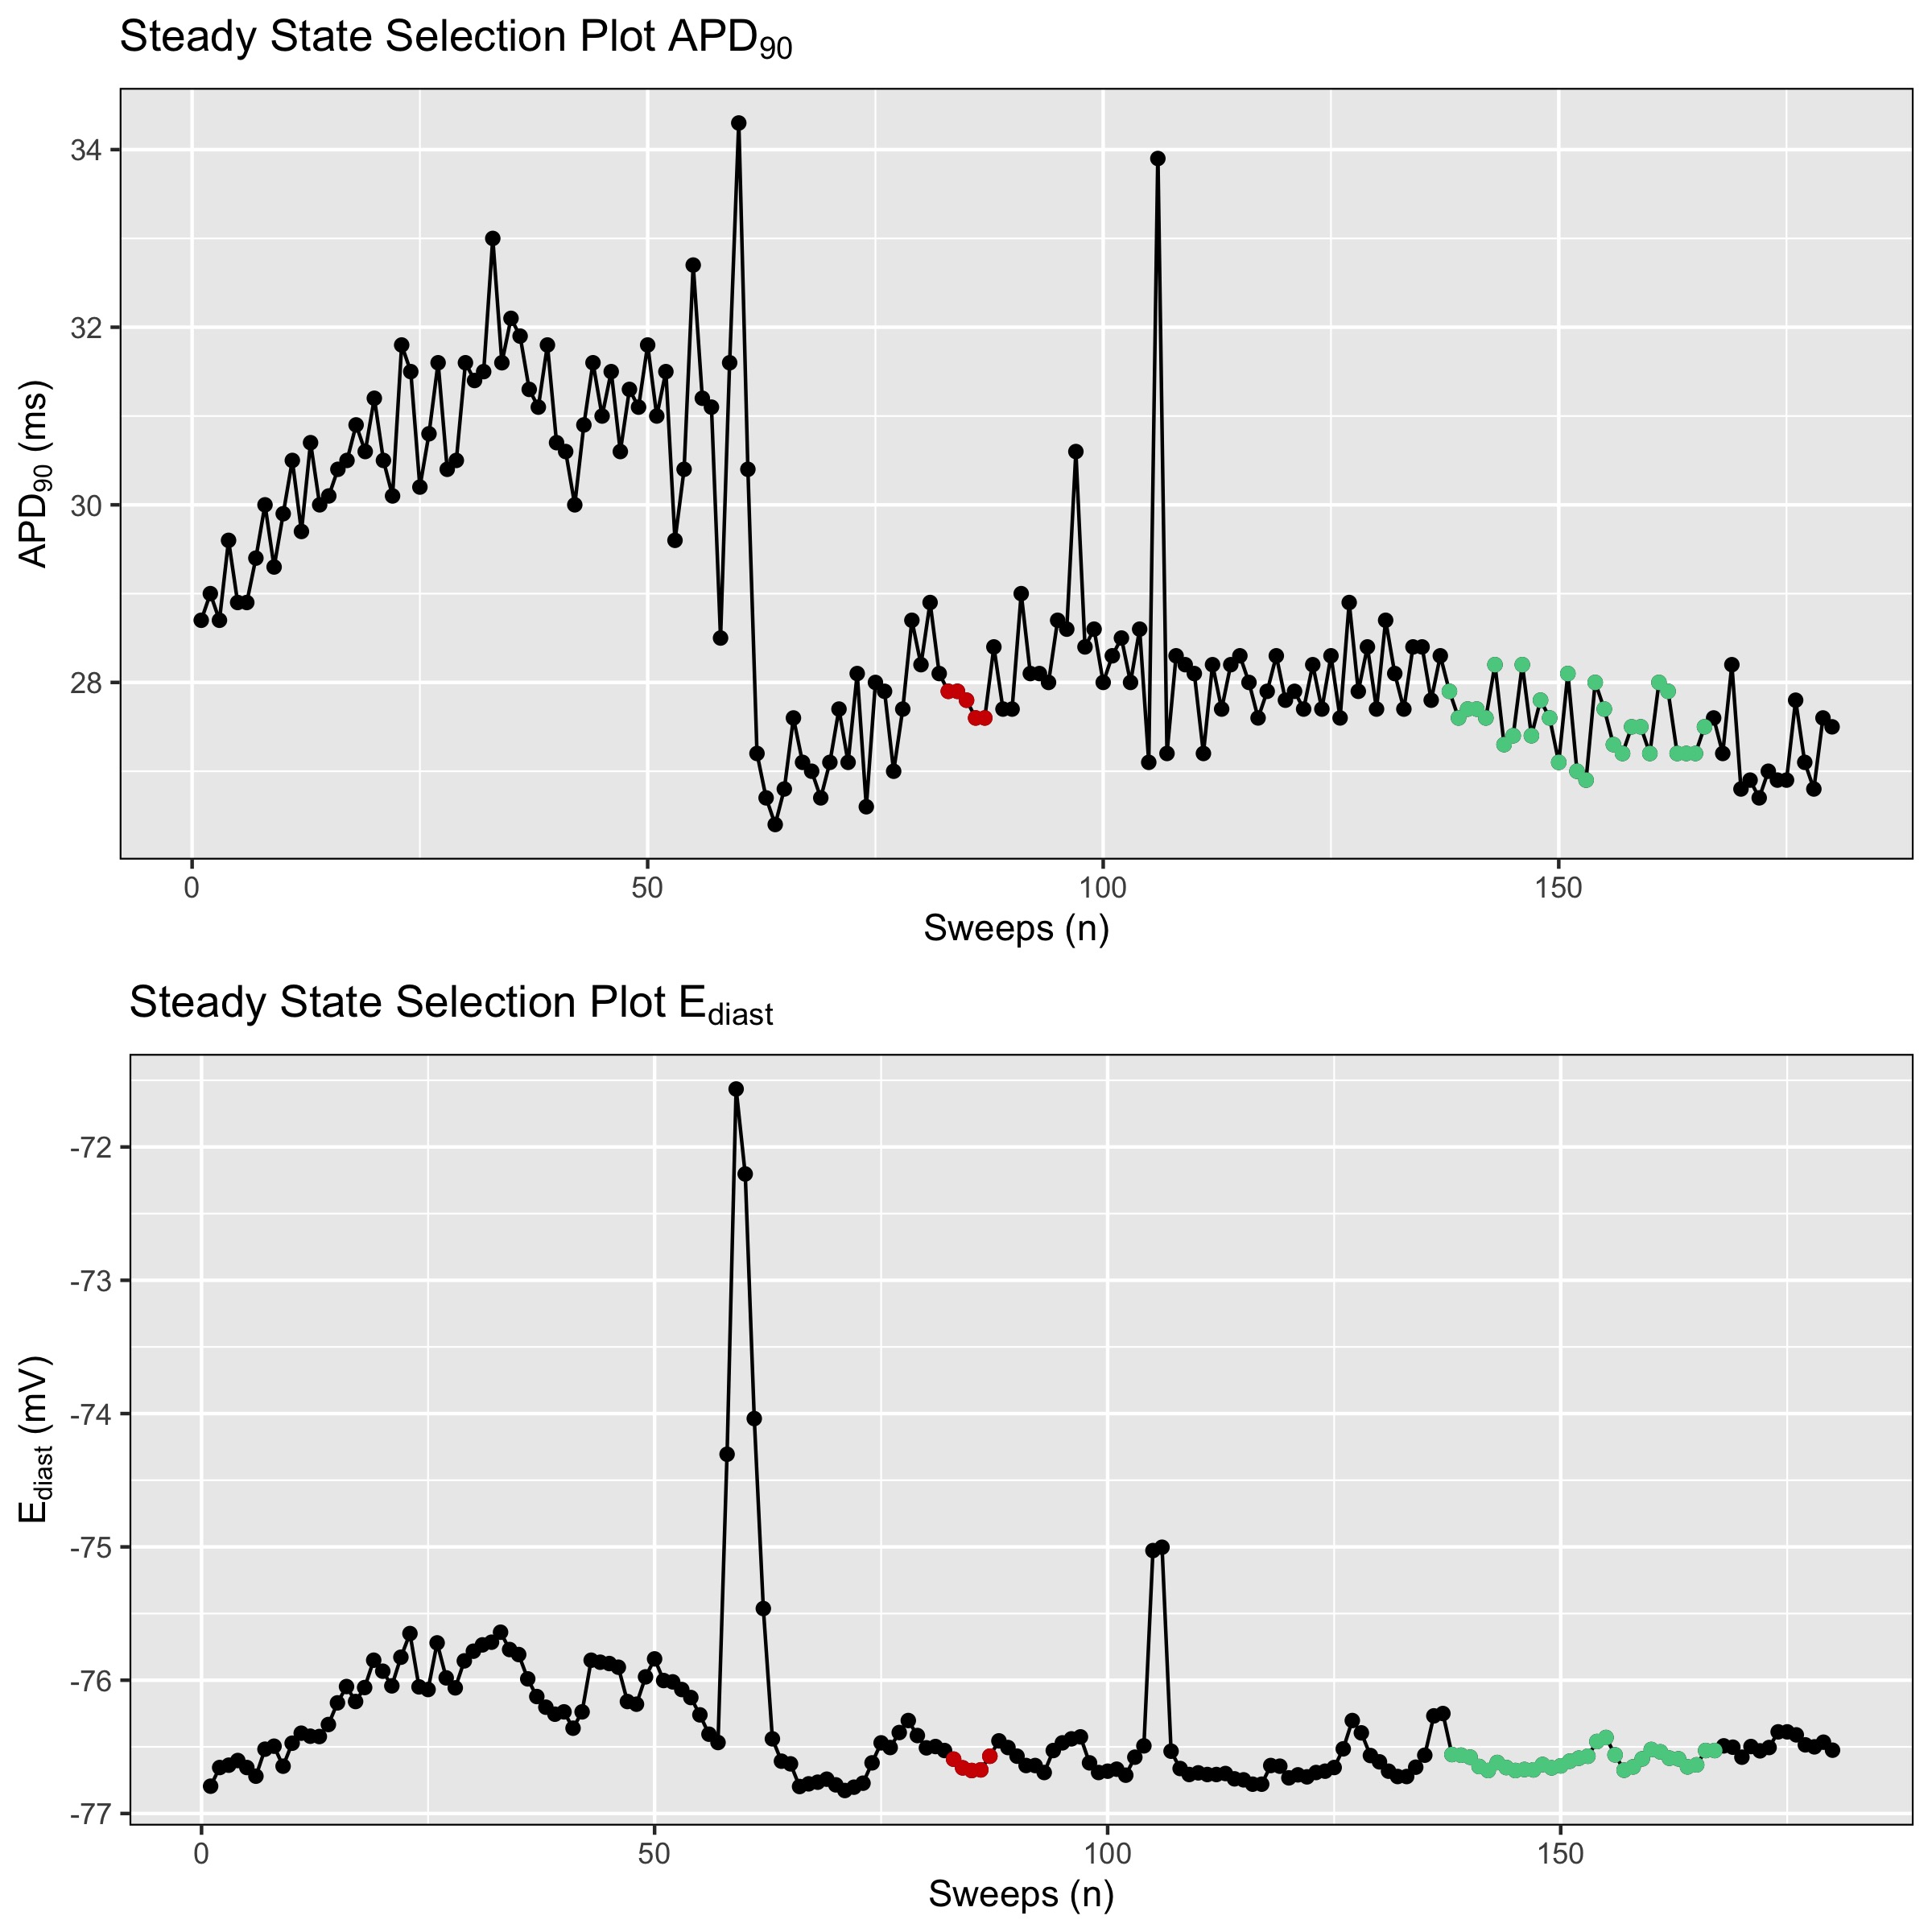 Steady State Selection Plot APD90
34
32
30
28
APD90 (ms)
0 50 100 150
Sweeps (n)
Steady State Selection Plot Ediast
-72
-73
-74
-75
-76
-77
Ediast (mV)
0 50 100 150
Sweeps (n)